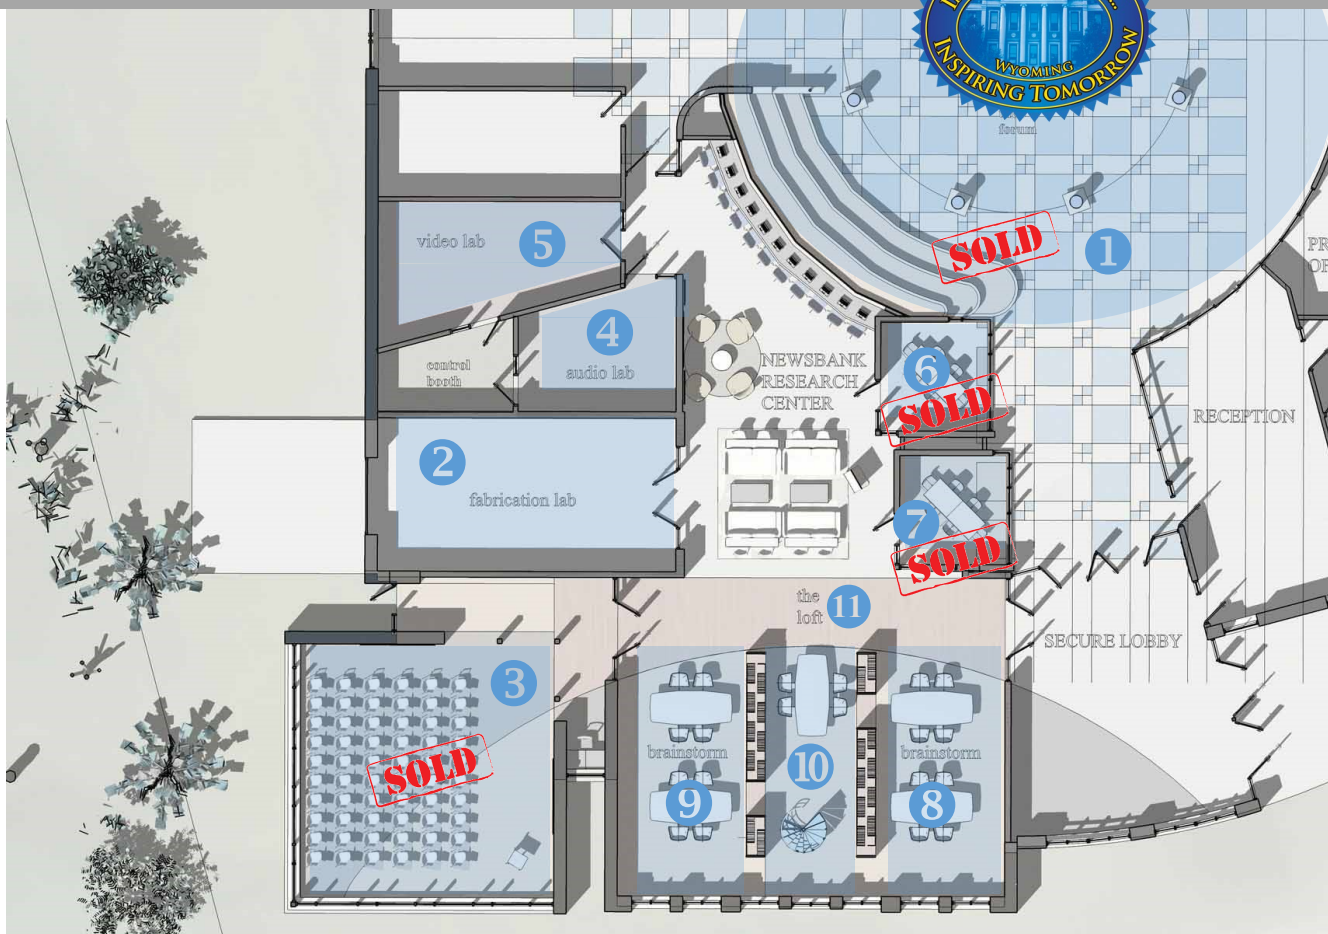 WYOMING
INSPIRING TOMORROW
forum
video lab
5
SOLD
1
4
audio lab
control
booth
NEWSBANK
RESEARCH
CENTER
6
SOLD
RECEPTION
2
fabrication lab
7
SOLD
the
loft
11
SECURE LOBBY
3
SOLD
brainstorm
10
brainstorm
9
8